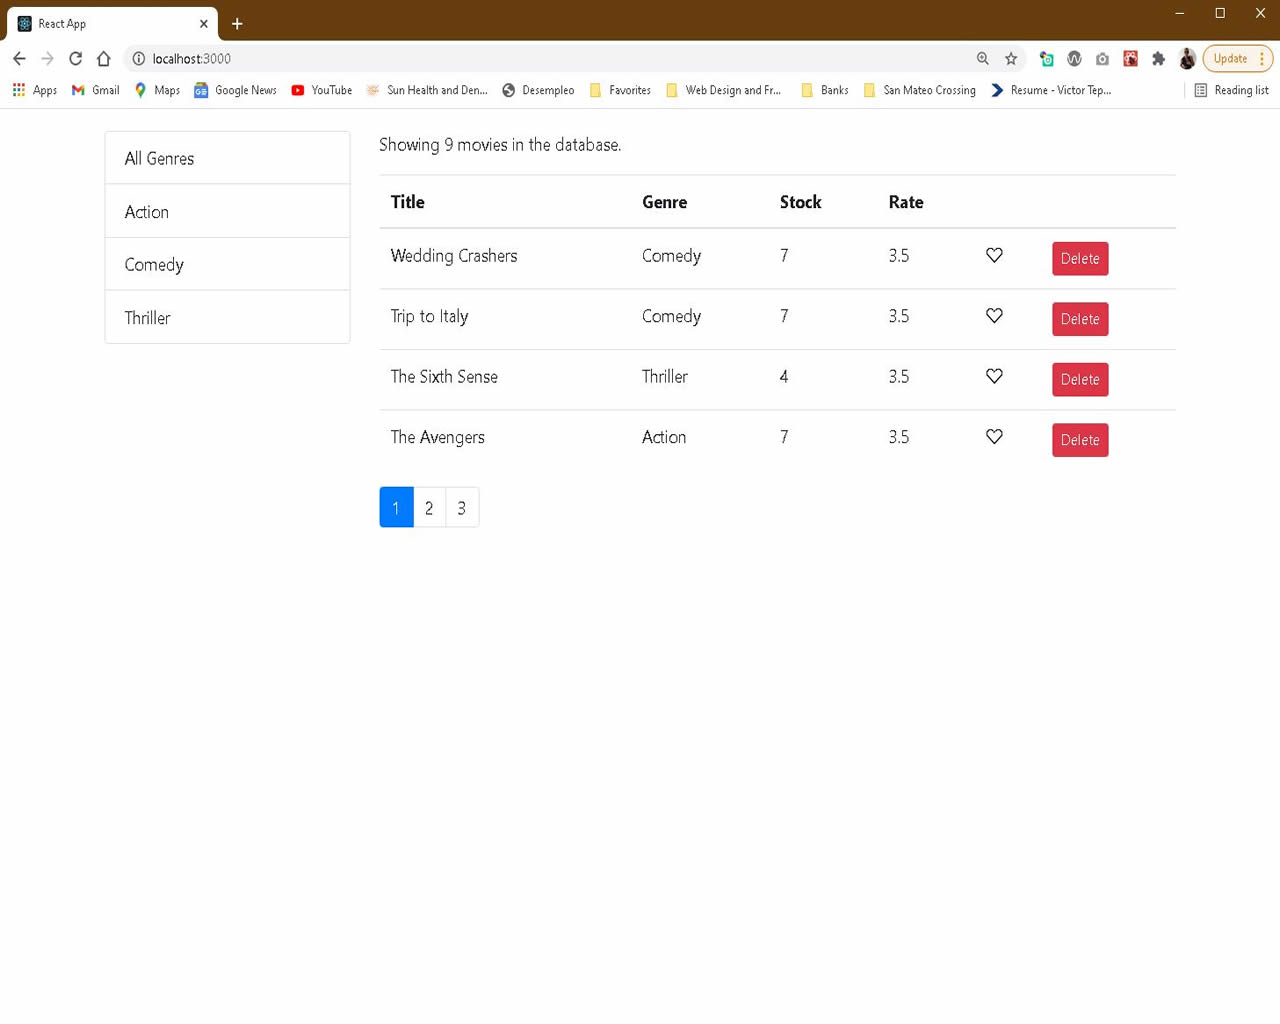 React App
localhost:3000
Update
Apps Gmail Maps Google News YouTube Sun Health and Den... Desempleo Favorites Web Design and Fr... Banks San Mateo Crossing Resume - Victor Tep... Reading list
All Genres
Action
Comedy
Thriller
Showing 9 movies in the database.
Title Genre Stock Rate
Wedding Crashers Comedy 7 3.5 Delete
Trip to Italy Comedy 7 3.5 Delete
The Sixth Sense Thriller 4 3.5 Delete
The Avengers Action 7 3.5 Delete
1 2 3